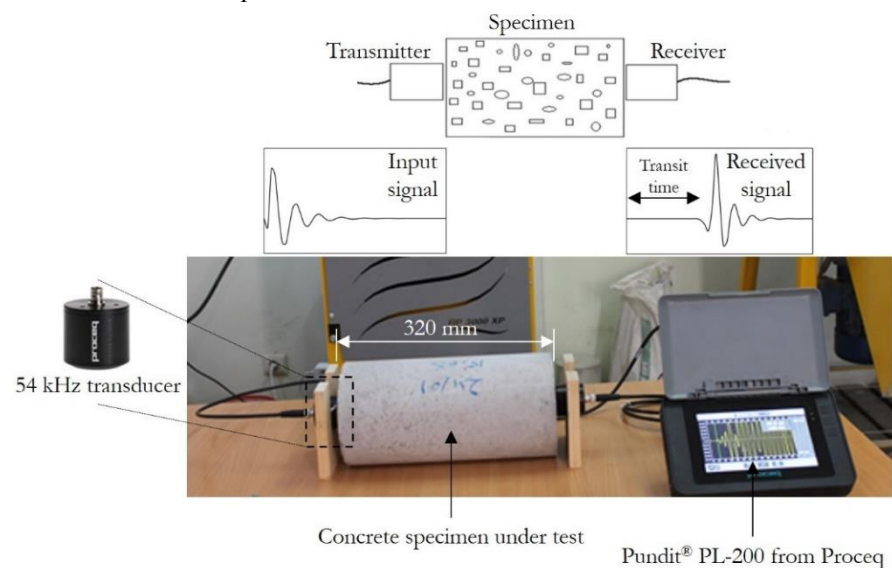 Specimen
Transmitter
Receiver
Input
signal
Transit
time
Received
signal
320 mm
54 kHz transducer
proceq
Concrete specimen under test
Pundit® PL-200 from Proceq